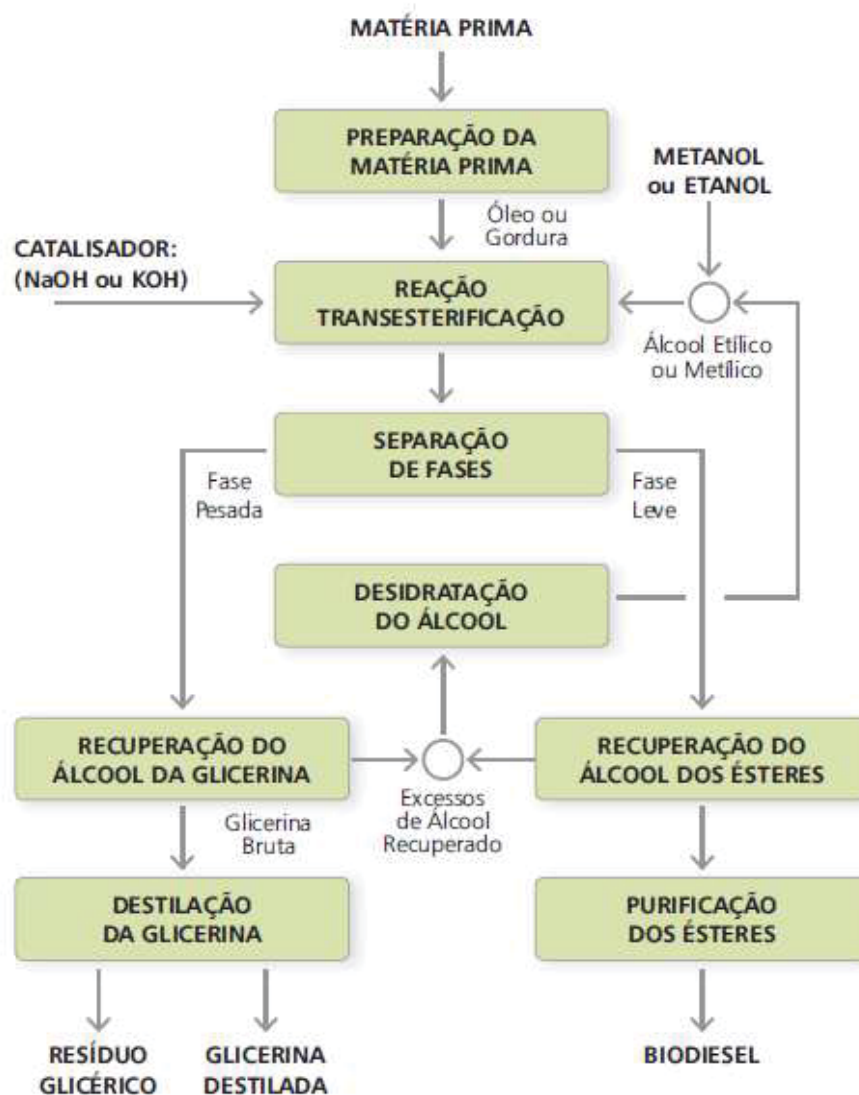 MATÉRIA PRIMA
PREPARAÇÃO DA
MATÉRIA PRIMA
METANOL
ou ETANOL
Óleo ou
Gordura
CATALISADOR:
(NaOH ou KOH)
REAÇÃO
TRANSESTERIFICAÇÃO
Álcool Etílico
ou Metílico
SEPARAÇÃO
DE FASES
Fase
Pesada
Fase
Leve
DESIDRATAÇÃO
DO ÁLCOOL
RECUPERAÇÃO DO
ÁLCOOL DA GLICERINA
RECUPERAÇÃO DO
ÁLCOOL DOS ÉSTERES
Excessos
de Álcool
Recuperado
Glicerina
Bruta
DESTILAÇÃO
DA GLICERINA
PURIFICAÇÃO
DOS ÉSTERES
RESÍDUO
GLICÉRICO
GLICERINA
DESTILADA
BIODIESEL